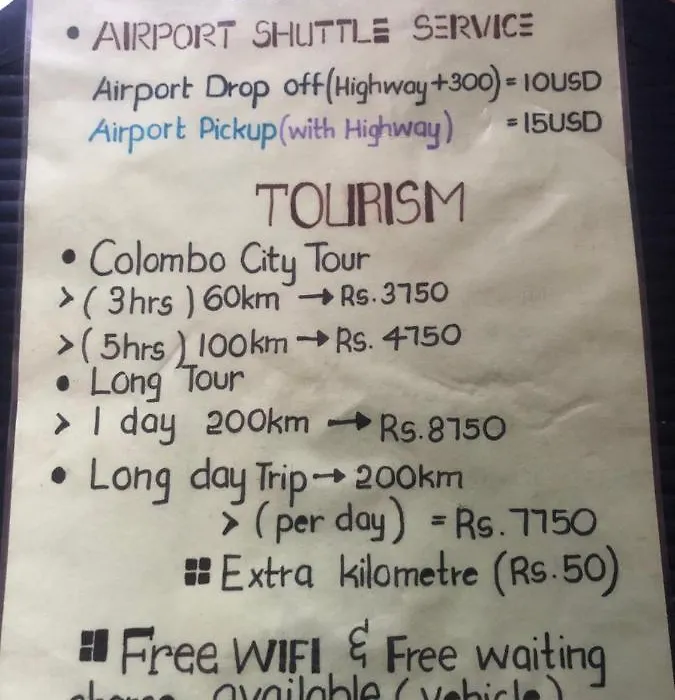 • AIRPORT SHUTTLE SERVICE
Airport Drop off(Highway+300) = 10USD
Airport Pickup(with Highway) = 15USD
TOURISM
• Colombo City Tour
> ( 3hrs ) 60km → Rs.3750
> ( 5hrs ) 100km → Rs. 4750
• Long Tour
> 1 day 200km → Rs.8750
• Long day Trip → 200km
> (per day) = Rs.7750
Extra kilometre (Rs.50)
Free WIFI & Free waiting
available (vehicle)